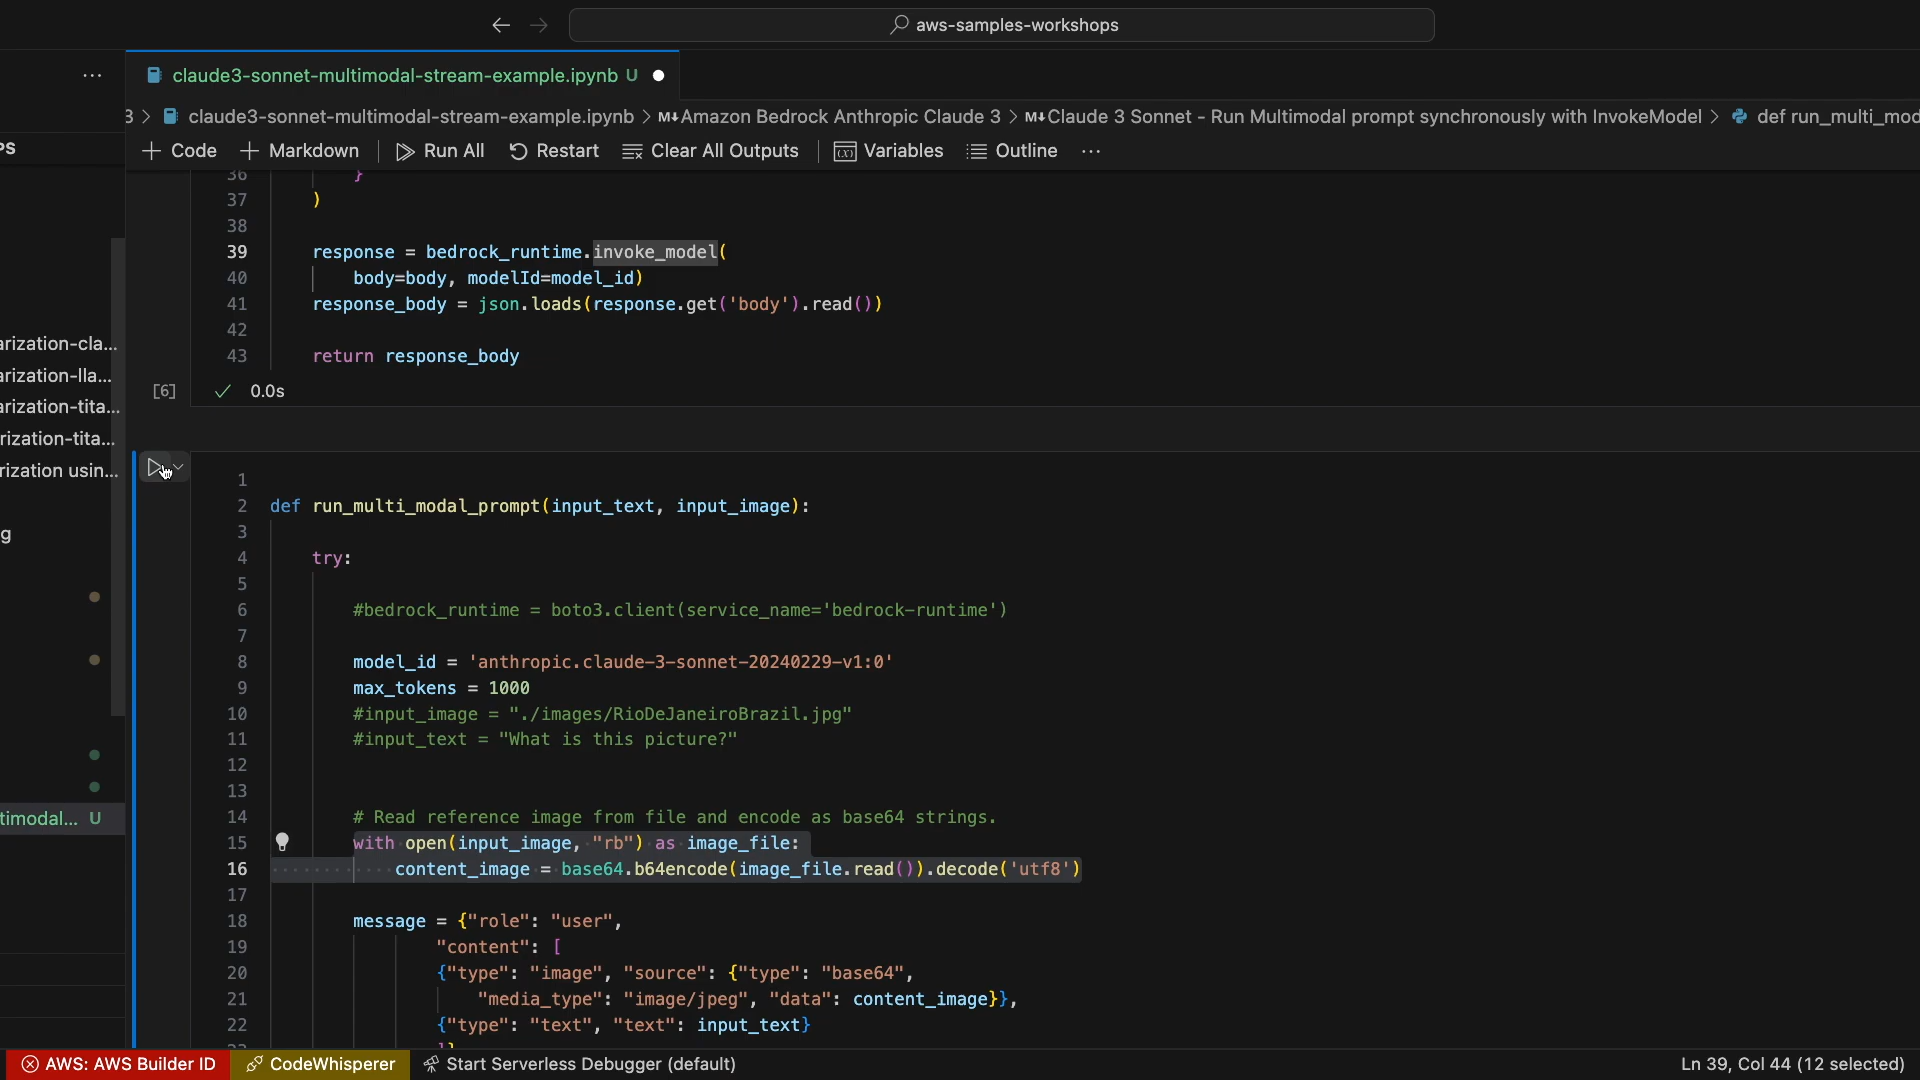 aws-samples-workshops
claude3-sonnet-multimodal-stream-example.ipynb U
3 > claude3-sonnet-multimodal-stream-example.ipynb > M↓Amazon Bedrock Anthropic Claude 3 > M↓Claude 3 Sonnet - Run Multimodal prompt synchronously with InvokeModel > def run_multi_mod
PS
+ Code + Markdown Run All Restart Clear All Outputs Variables Outline ...
36 }
37 )
38
39 response = bedrock_runtime.invoke_model(
40 body=body, modelId=model_id)
41 response_body = json.loads(response.get('body').read())
42
43 return response_body
[6] ✓ 0.0s
arization-cla...
arization-lla...
arization-tita...
rization-tita...
rization usin...
g
timodal... U
1
2 def run_multi_modal_prompt(input_text, input_image):
3
4 try:
5
6 #bedrock_runtime = boto3.client(service_name='bedrock-runtime')
7
8 model_id = 'anthropic.claude-3-sonnet-20240229-v1:0'
9 max_tokens = 1000
10 #input_image = "./images/RioDeJaneiroBrazil.jpg"
11 #input_text = "What is this picture?"
12
13
14 # Read reference image from file and encode as base64 strings.
15 with open(input_image, "rb") as image_file:
16 content_image = base64.b64encode(image_file.read()).decode('utf8')
17
18 message = {"role": "user",
19 "content": [
20 {"type": "image", "source": {"type": "base64",
21 "media_type": "image/jpeg", "data": content_image}},
22 {"type": "text", "text": input_text}
AWS: AWS Builder ID CodeWhisperer Start Serverless Debugger (default) Ln 39, Col 44 (12 selected)